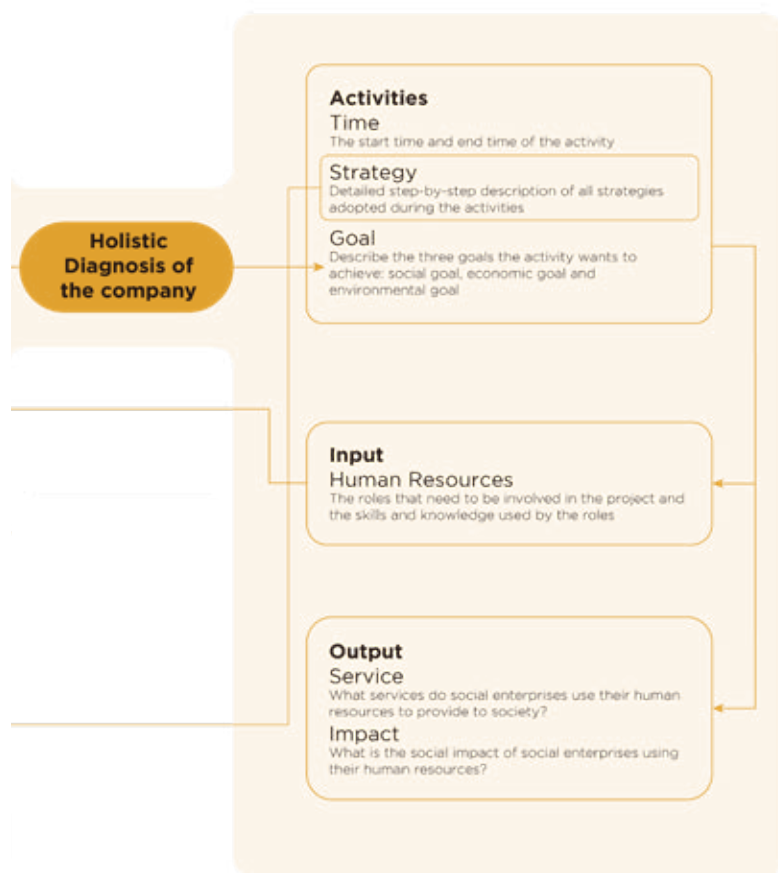 Activities
Time
The start time and end time of the activity
Strategy
Detailed step-by-step description of all strategies
adopted during the activities
Holistic
Diagnosis of
the company
Goal
Describe the three goals the activity wants to
achieve: social goal, economic goal and
environmental goal
Input
Human Resources
The roles that need to be involved in the project and
the skills and knowledge used by the roles
Output
Service
What services do social enterprises use their human
resources to provide to society?
Impact
What is the social impact of social enterprises using
their human resources?